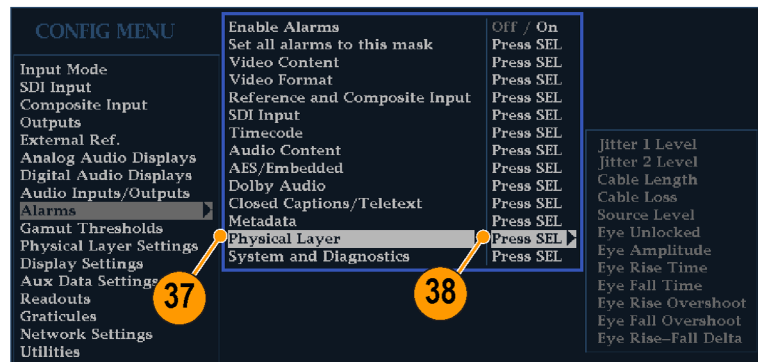 CONFIG MENU
Input Mode
SDI Input
Composite Input
Outputs
External Ref.
Analog Audio Displays
Digital Audio Displays
Audio Inputs/Outputs
Alarms
Gamut Thresholds
Physical Layer Settings
Display Settings
Aux Data Settings
Readouts
Graticules
Network Settings
Utilities
Enable Alarms Off / On
Set all alarms to this mask Press SEL
Video Content Press SEL
Video Format Press SEL
Reference and Composite Input Press SEL
SDI Input Press SEL
Timecode Press SEL
Audio Content Press SEL
AES/Embedded Press SEL
Dolby Audio Press SEL
Closed Captions/Teletext Press SEL
Metadata Press SEL
Physical Layer Press SEL
System and Diagnostics Press SEL
37
38
Jitter 1 Level
Jitter 2 Level
Cable Length
Cable Loss
Source Level
Eye Unlocked
Eye Amplitude
Eye Rise Time
Eye Fall Time
Eye Rise Overshoot
Eye Fall Overshoot
Eye Rise–Fall Delta